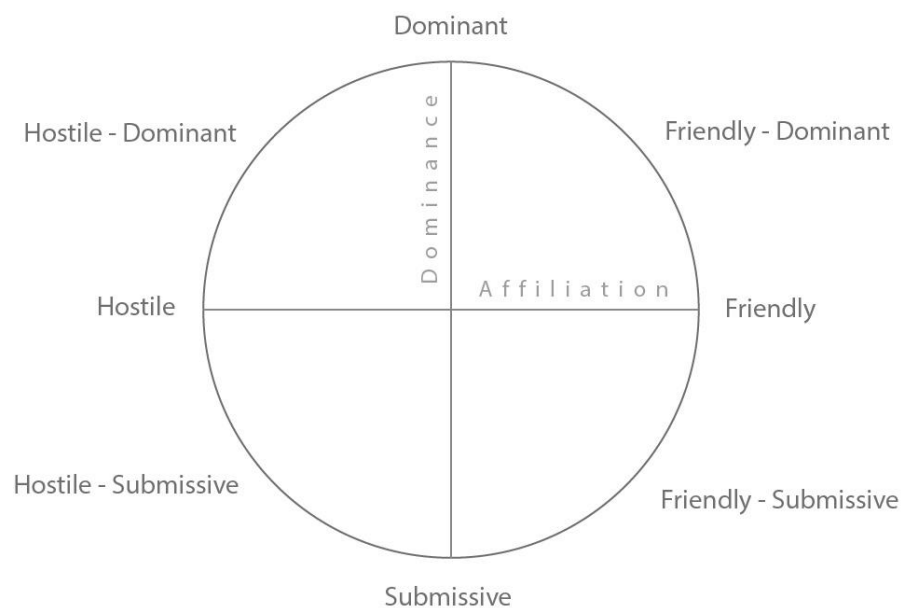 Dominant
Hostile - Dominant
Friendly - Dominant
Dominance
Affiliation
Hostile
Friendly
Hostile - Submissive
Friendly - Submissive
Submissive